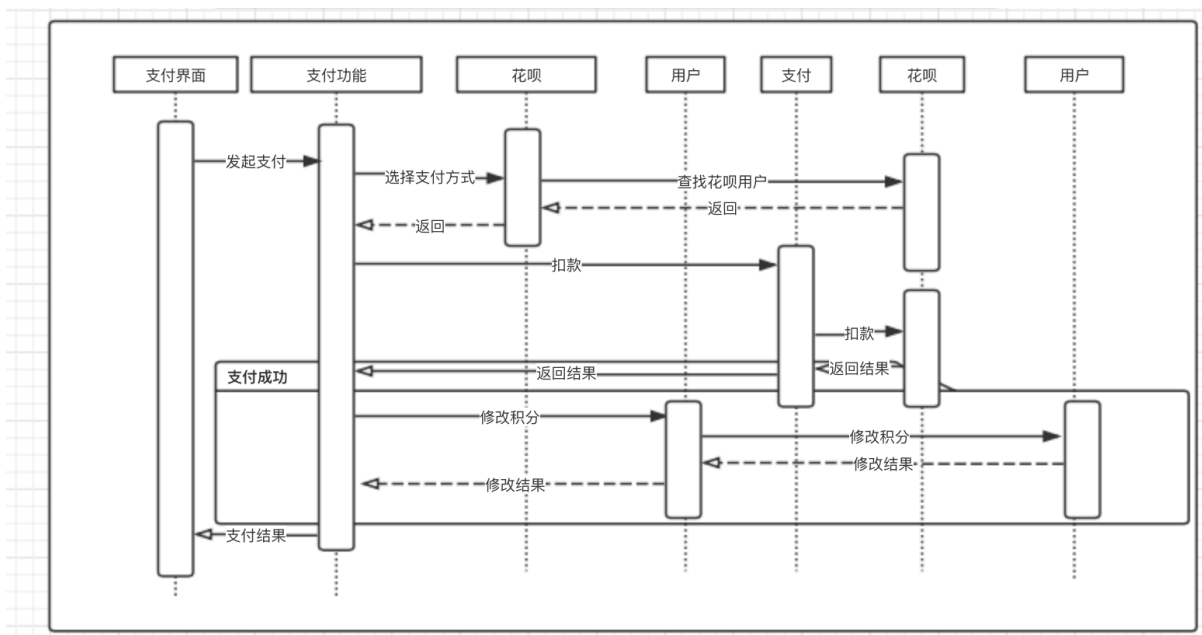 支付界面
支付功能
花呗
用户
支付
花呗
用户
发起支付
选择支付方式
查找花呗用户
返回
返回
扣款
扣款
返回结果
返回结果
支付成功
修改积分
修改积分
修改结果
修改结果
支付结果